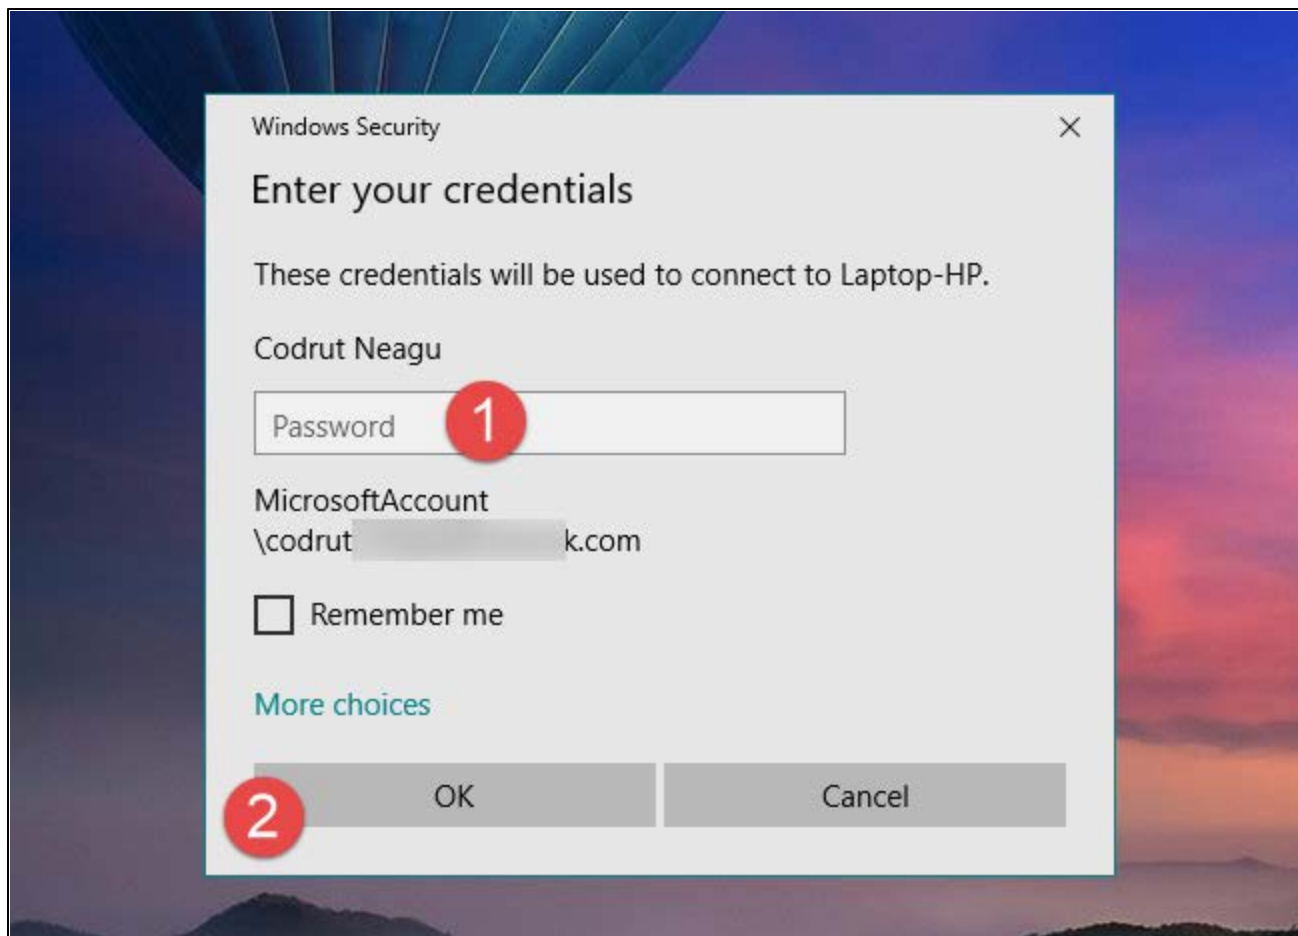 Windows Security
Enter your credentials
These credentials will be used to connect to Laptop-HP.
Codrut Neagu
Password 1
MicrosoftAccount
\codrut k.com
Remember me
More choices
2 OK Cancel